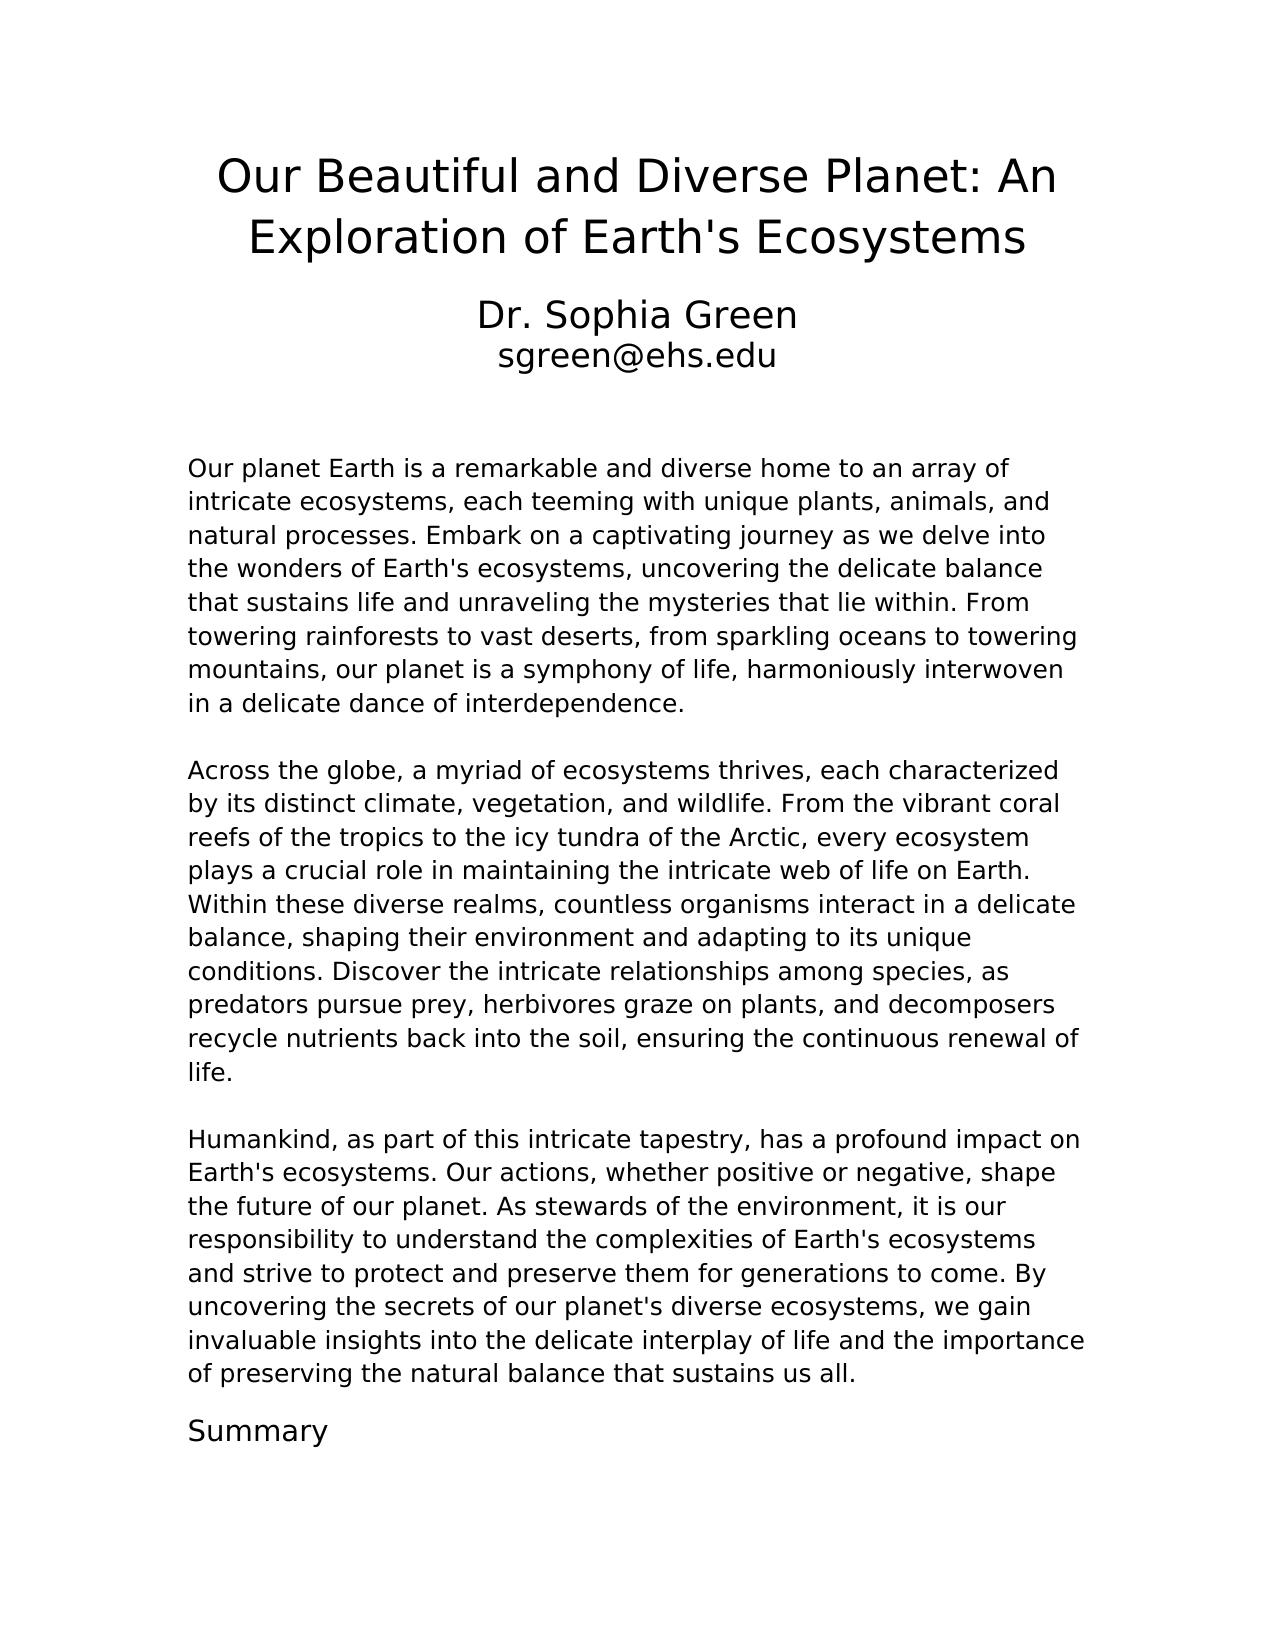 Our Beautiful and Diverse Planet: An
Exploration of Earth's Ecosystems
Dr. Sophia Green
sgreen@ehs.edu
Our planet Earth is a remarkable and diverse home to an array of
intricate ecosystems, each teeming with unique plants, animals, and
natural processes. Embark on a captivating journey as we delve into
the wonders of Earth's ecosystems, uncovering the delicate balance
that sustains life and unraveling the mysteries that lie within. From
towering rainforests to vast deserts, from sparkling oceans to towering
mountains, our planet is a symphony of life, harmoniously interwoven
in a delicate dance of interdependence.
Across the globe, a myriad of ecosystems thrives, each characterized
by its distinct climate, vegetation, and wildlife. From the vibrant coral
reefs of the tropics to the icy tundra of the Arctic, every ecosystem
plays a crucial role in maintaining the intricate web of life on Earth.
Within these diverse realms, countless organisms interact in a delicate
balance, shaping their environment and adapting to its unique
conditions. Discover the intricate relationships among species, as
predators pursue prey, herbivores graze on plants, and decomposers
recycle nutrients back into the soil, ensuring the continuous renewal of
life.
Humankind, as part of this intricate tapestry, has a profound impact on
Earth's ecosystems. Our actions, whether positive or negative, shape
the future of our planet. As stewards of the environment, it is our
responsibility to understand the complexities of Earth's ecosystems
and strive to protect and preserve them for generations to come. By
uncovering the secrets of our planet's diverse ecosystems, we gain
invaluable insights into the delicate interplay of life and the importance
of preserving the natural balance that sustains us all.
Summary